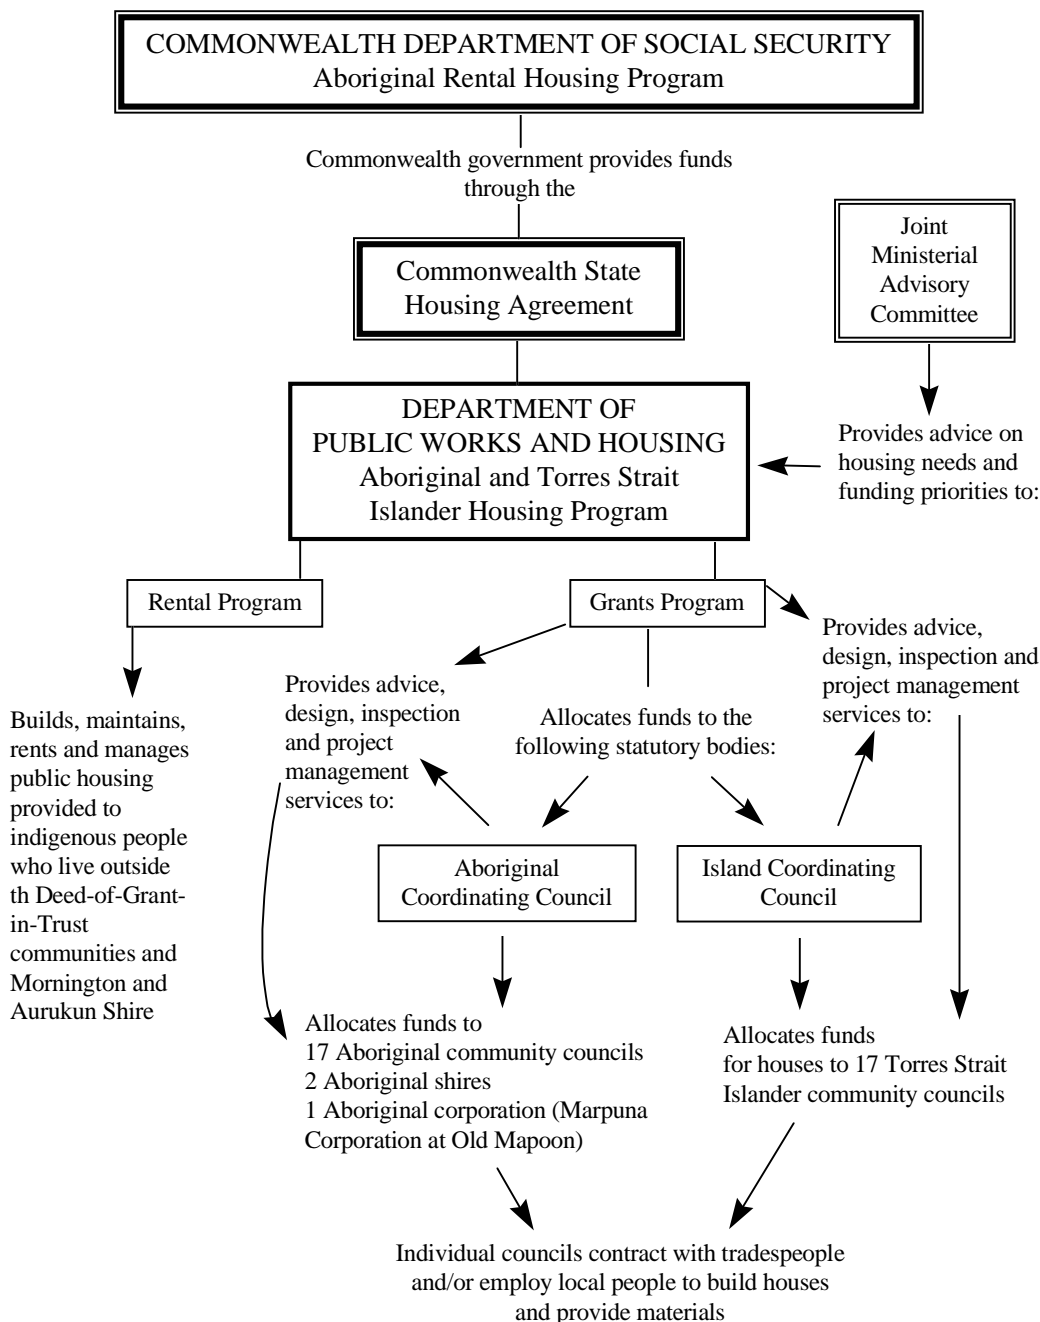 COMMONWEALTH DEPARTMENT OF SOCIAL SECURITY
Aboriginal Rental Housing Program
Commonwealth government provides funds
through the
Commonwealth State
Housing Agreement
Joint
Ministerial
Advisory
Committee
DEPARTMENT OF
PUBLIC WORKS AND HOUSING
Aboriginal and Torres Strait
Islander Housing Program
Provides advice on
housing needs and
funding priorities to:
Rental Program
Grants Program
Provides advice,
design, inspection and
project management
services to:
Provides advice,
design, inspection
and project
management
services to:
Allocates funds to the
following statutory bodies:
Builds, maintains,
rents and manages
public housing
provided to
indigenous people
who live outside
th Deed-of-Grant-
in-Trust
communities and
Mornington and
Aurukun Shire
Aboriginal
Coordinating Council
Island Coordinating
Council
Allocates funds to
17 Aboriginal community councils
2 Aboriginal shires
1 Aboriginal corporation (Marpuna
Corporation at Old Mapoon)
Allocates funds
for houses to 17 Torres Strait
Islander community councils
Individual councils contract with tradespeople
and/or employ local people to build houses
and provide materials